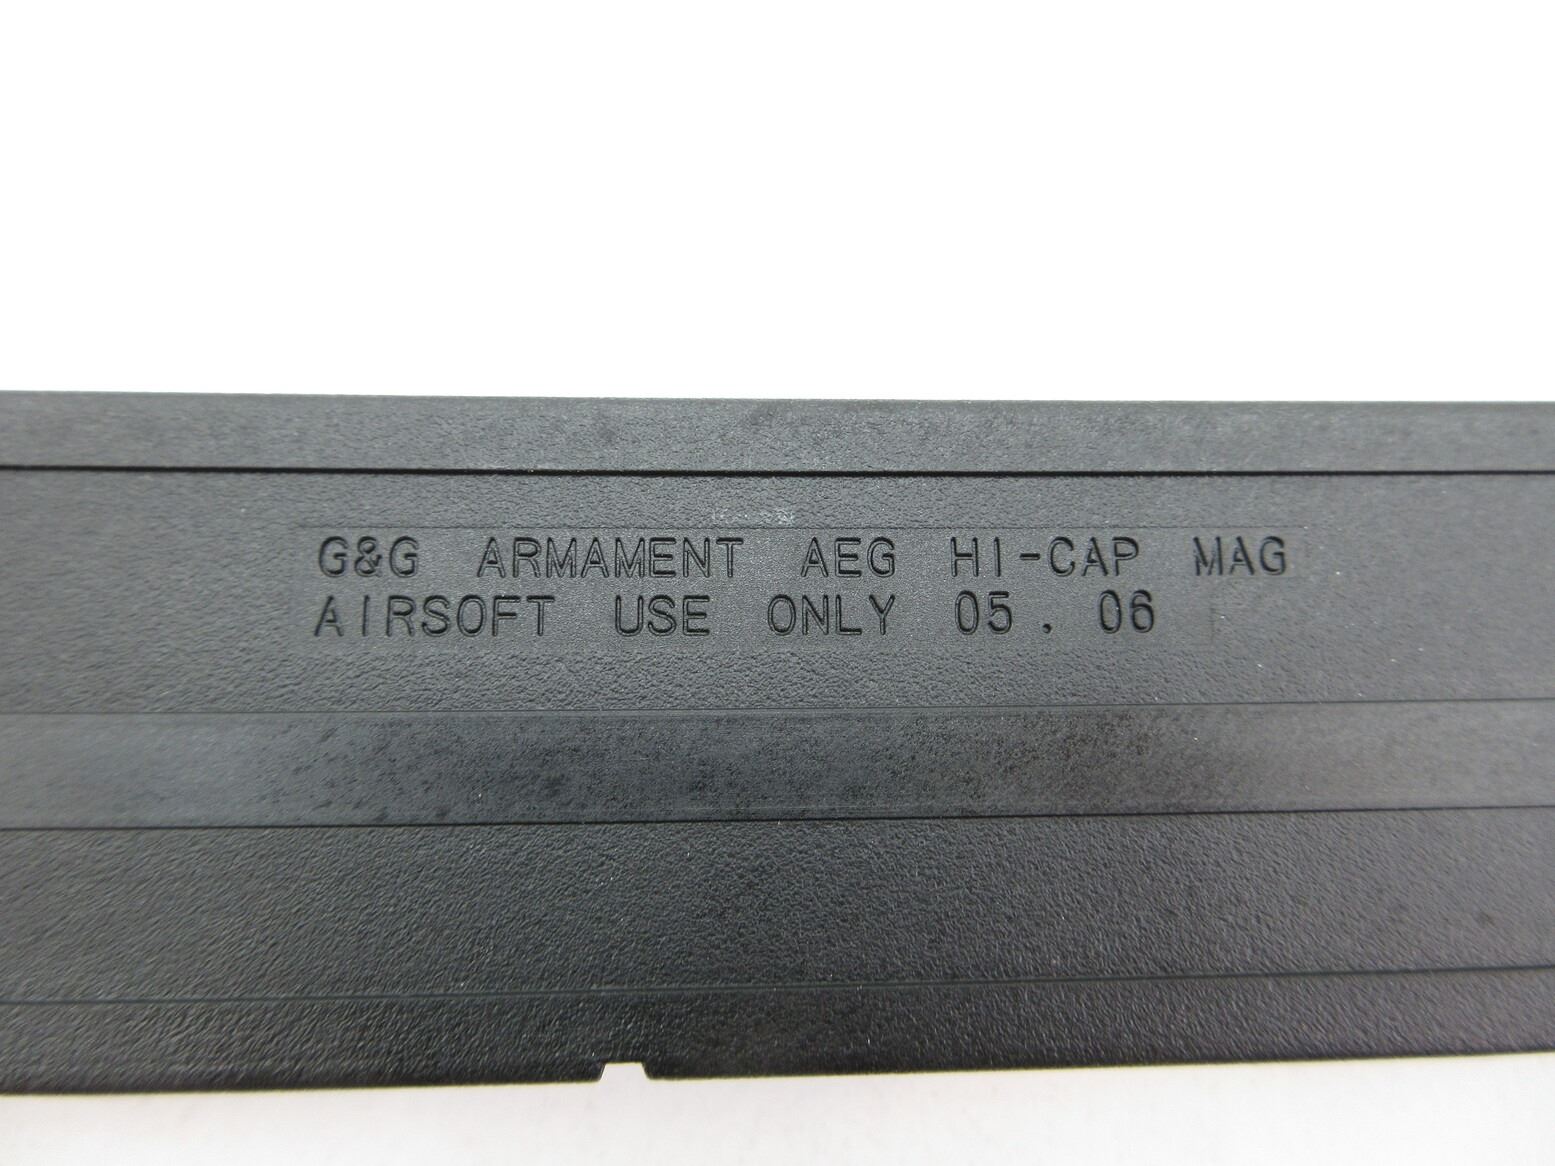 G&G ARMAMENT AEG HI-CAP MAG
AIRSOFT USE ONLY 05. 06